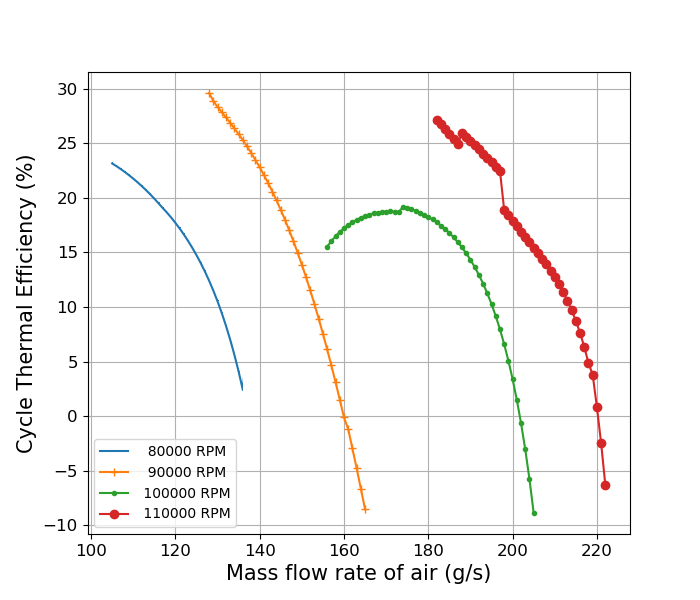 30
25
20
15
10
5
0
−5
−10
Cycle Thermal Efficiency (%)
80000 RPM
90000 RPM
100000 RPM
110000 RPM
100 120 140 160 180 200 220
Mass flow rate of air (g/s)